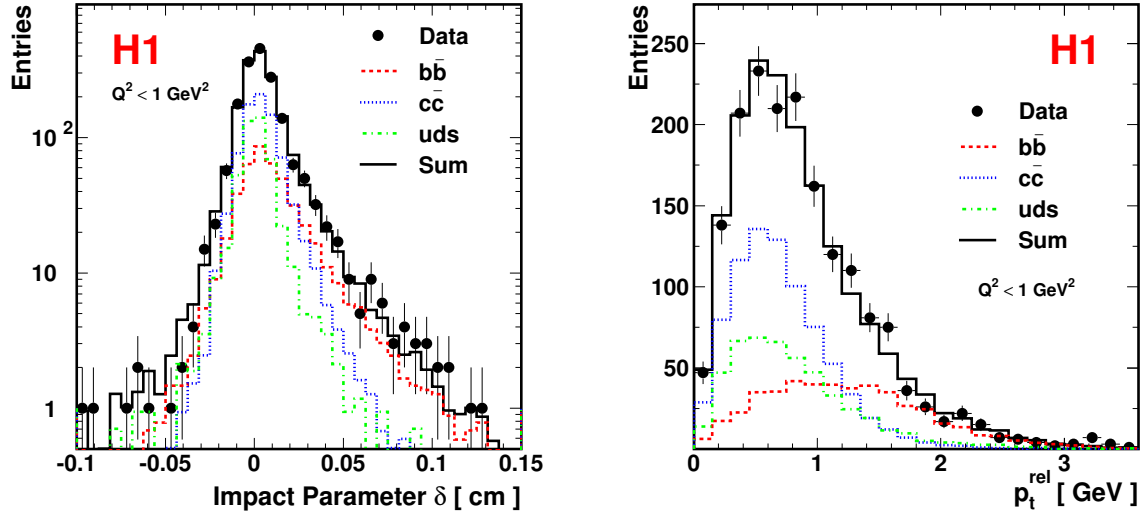 Entries
H1
Q² < 1 GeV²
Data
bb̄
cc̄
uds
Sum
10²
10
1
-0.1 -0.05 0 0.05 0.1 0.15
Impact Parameter δ [ cm ]
Entries
H1
250
200
150
100
50
Data
bb̄
cc̄
uds
Sum
Q² < 1 GeV²
0 1 2 3
p_t^rel [ GeV ]